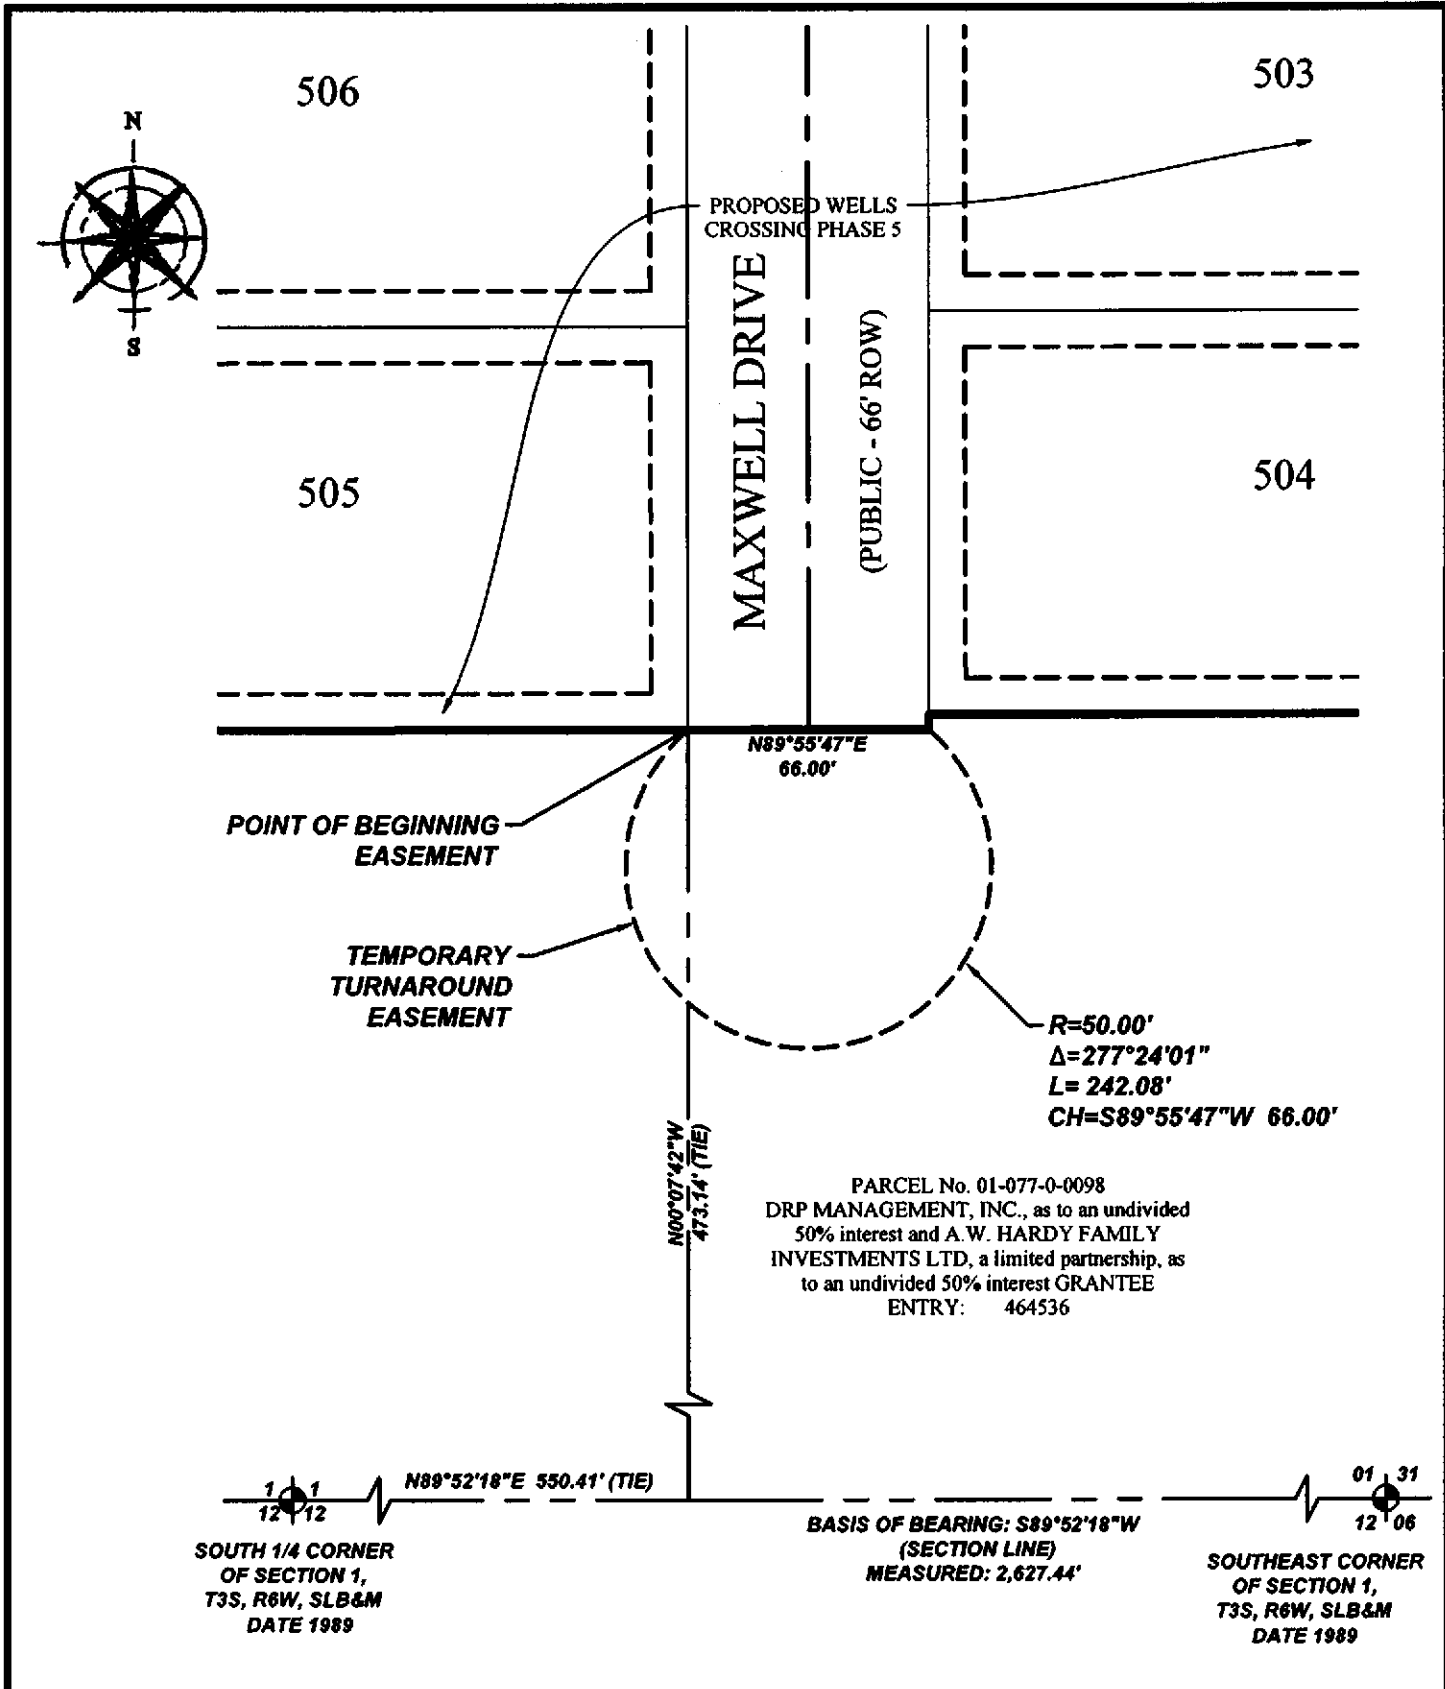 506
503
N
S
PROPOSED WELLS
CROSSING PHASE 5
MAXWELL DRIVE
(PUBLIC - 66' ROW)
505
504
N89°55'47"E
66.00'
POINT OF BEGINNING
EASEMENT
TEMPORARY
TURNAROUND
EASEMENT
R=50.00'
Δ=277°24'01"
L= 242.08'
CH=S89°55'47"W 66.00'
N00°07'42"W
473.14' (TIE)
PARCEL No. 01-077-0-0098
DRP MANAGEMENT, INC., as to an undivided
50% interest and A.W. HARDY FAMILY
INVESTMENTS LTD, a limited partnership, as
to an undivided 50% interest GRANTEE
ENTRY: 464536
N89°52'18"E 550.41' (TIE)
1 1
12 12
SOUTH 1/4 CORNER
OF SECTION 1,
T3S, R6W, SLB&M
DATE 1989
BASIS OF BEARING: S89°52'18"W
(SECTION LINE)
MEASURED: 2,627.44'
01 31
12 06
SOUTHEAST CORNER
OF SECTION 1,
T3S, R6W, SLB&M
DATE 1989